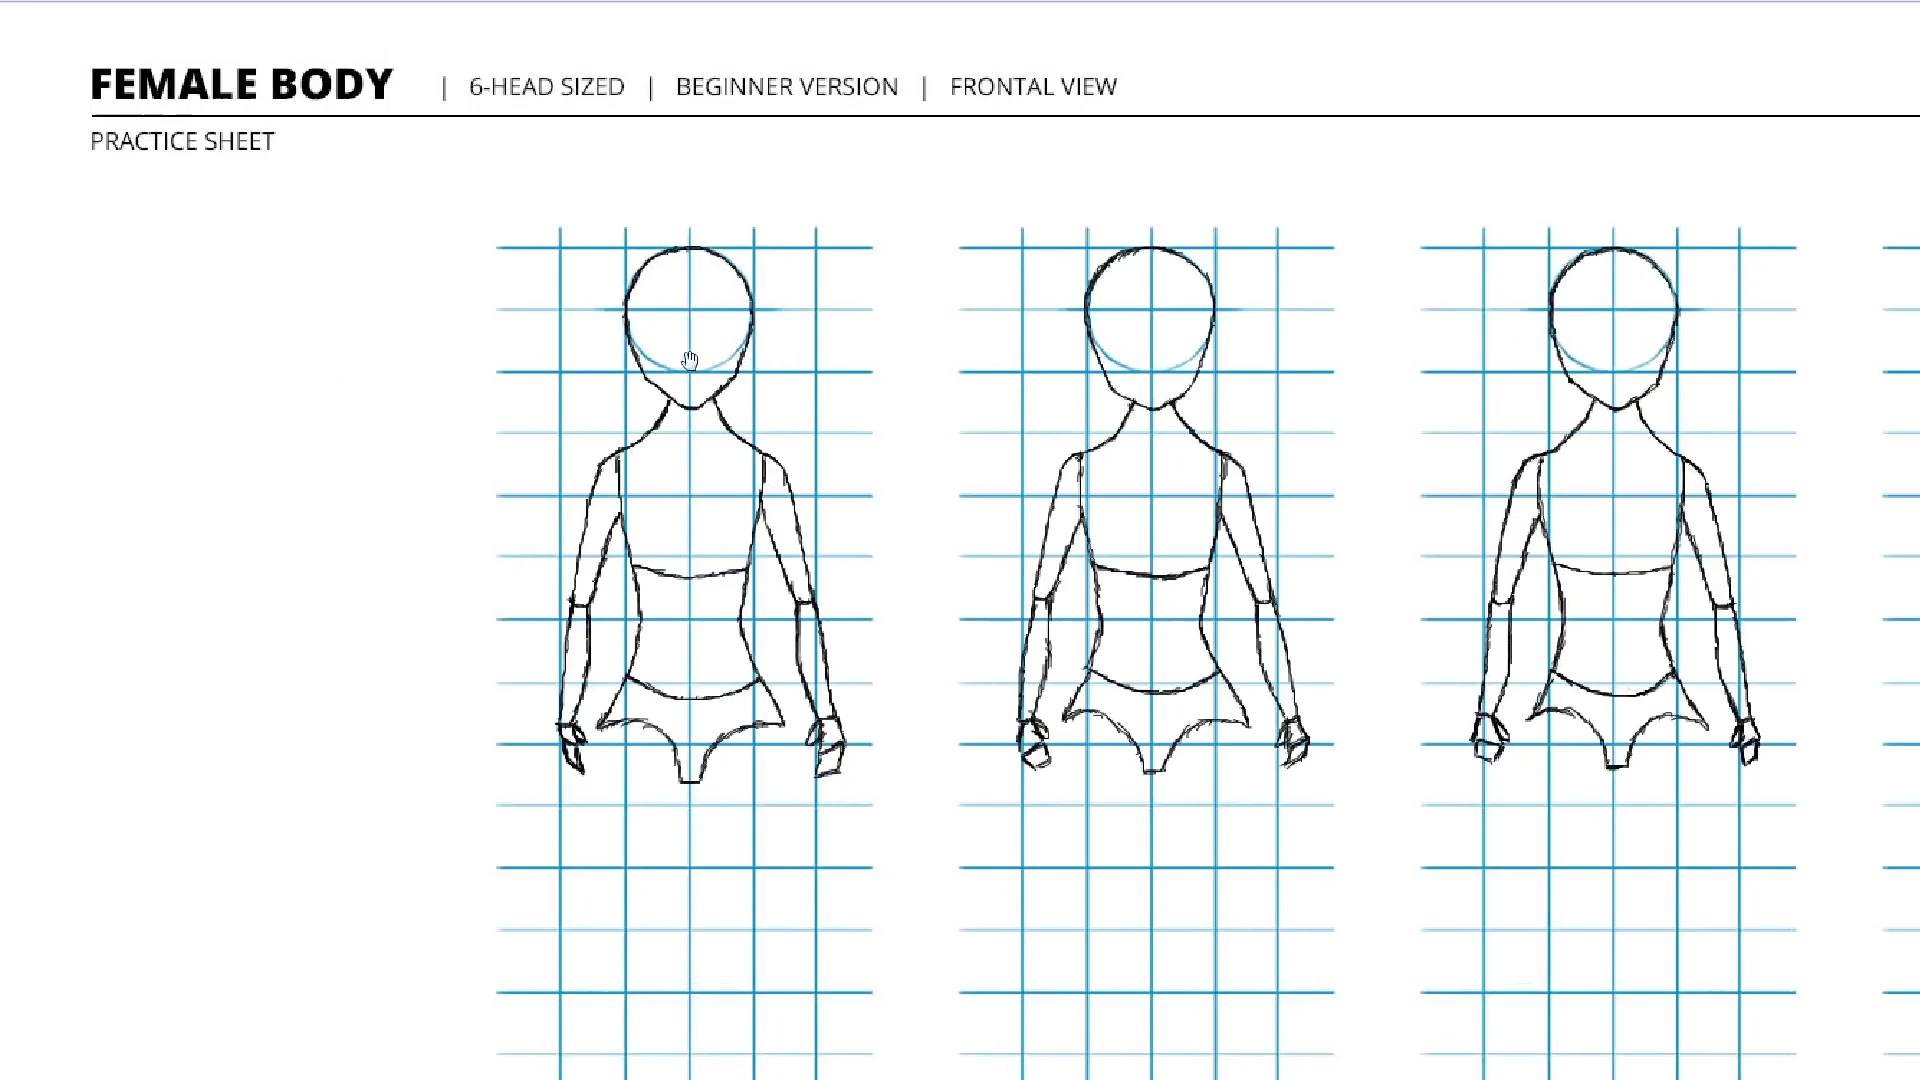 FEMALE BODY | 6-HEAD SIZED | BEGINNER VERSION | FRONTAL VIEW
PRACTICE SHEET